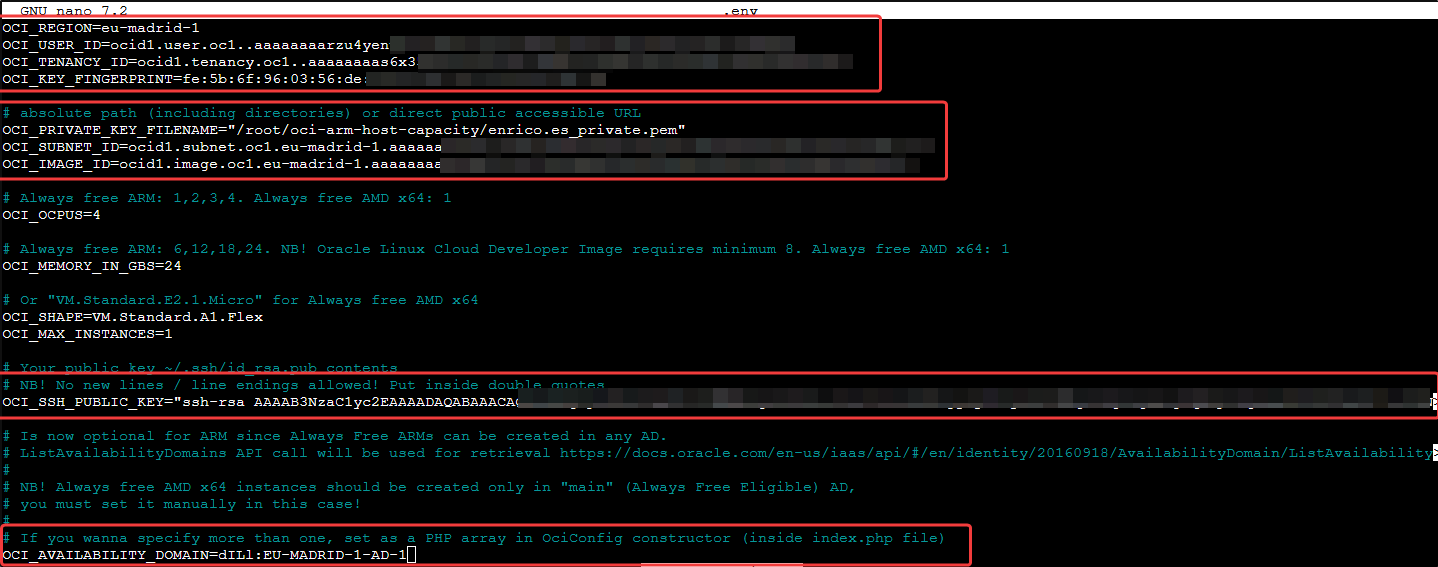 GNU nano 7.2 .env
OCI_REGION=eu-madrid-1
OCI_USER_ID=ocid1.user.oc1..aaaaaaaarzu4yen
OCI_TENANCY_ID=ocid1.tenancy.oc1..aaaaaaaas6x3
OCI_KEY_FINGERPRINT=fe:5b:6f:96:03:56:de:
# absolute path (including directories) or direct public accessible URL
OCI_PRIVATE_KEY_FILENAME="/root/oci-arm-host-capacity/enrico.es_private.pem"
OCI_SUBNET_ID=ocid1.subnet.oc1.eu-madrid-1.aaaaaa
OCI_IMAGE_ID=ocid1.image.oc1.eu-madrid-1.aaaaaaaa
# Always free ARM: 1,2,3,4. Always free AMD x64: 1
OCI_OCPUS=4
# Always free ARM: 6,12,18,24. NB! Oracle Linux Cloud Developer Image requires minimum 8. Always free AMD x64: 1
OCI_MEMORY_IN_GBS=24
# Or "VM.Standard.E2.1.Micro" for Always free AMD x64
OCI_SHAPE=VM.Standard.A1.Flex
OCI_MAX_INSTANCES=1
# Your public key ~/.ssh/id_rsa.pub contents
# NB! No new lines / line endings allowed! Put inside double quotes
OCI_SSH_PUBLIC_KEY="ssh-rsa AAAAB3NzaC1yc2EAAAADAQABAAACAQ
# Is now optional for ARM since Always Free ARMs can be created in any AD.
# ListAvailabilityDomains API call will be used for retrieval https://docs.oracle.com/en-us/iaas/api/#/en/identity/20160918/AvailabilityDomain/ListAvailability>
#
# NB! Always free AMD x64 instances should be created only in "main" (Always Free Eligible) AD,
# you must set it manually in this case!
#
# If you wanna specify more than one, set as a PHP array in OciConfig constructor (inside index.php file)
OCI_AVAILABILITY_DOMAIN=dILl:EU-MADRID-1-AD-1